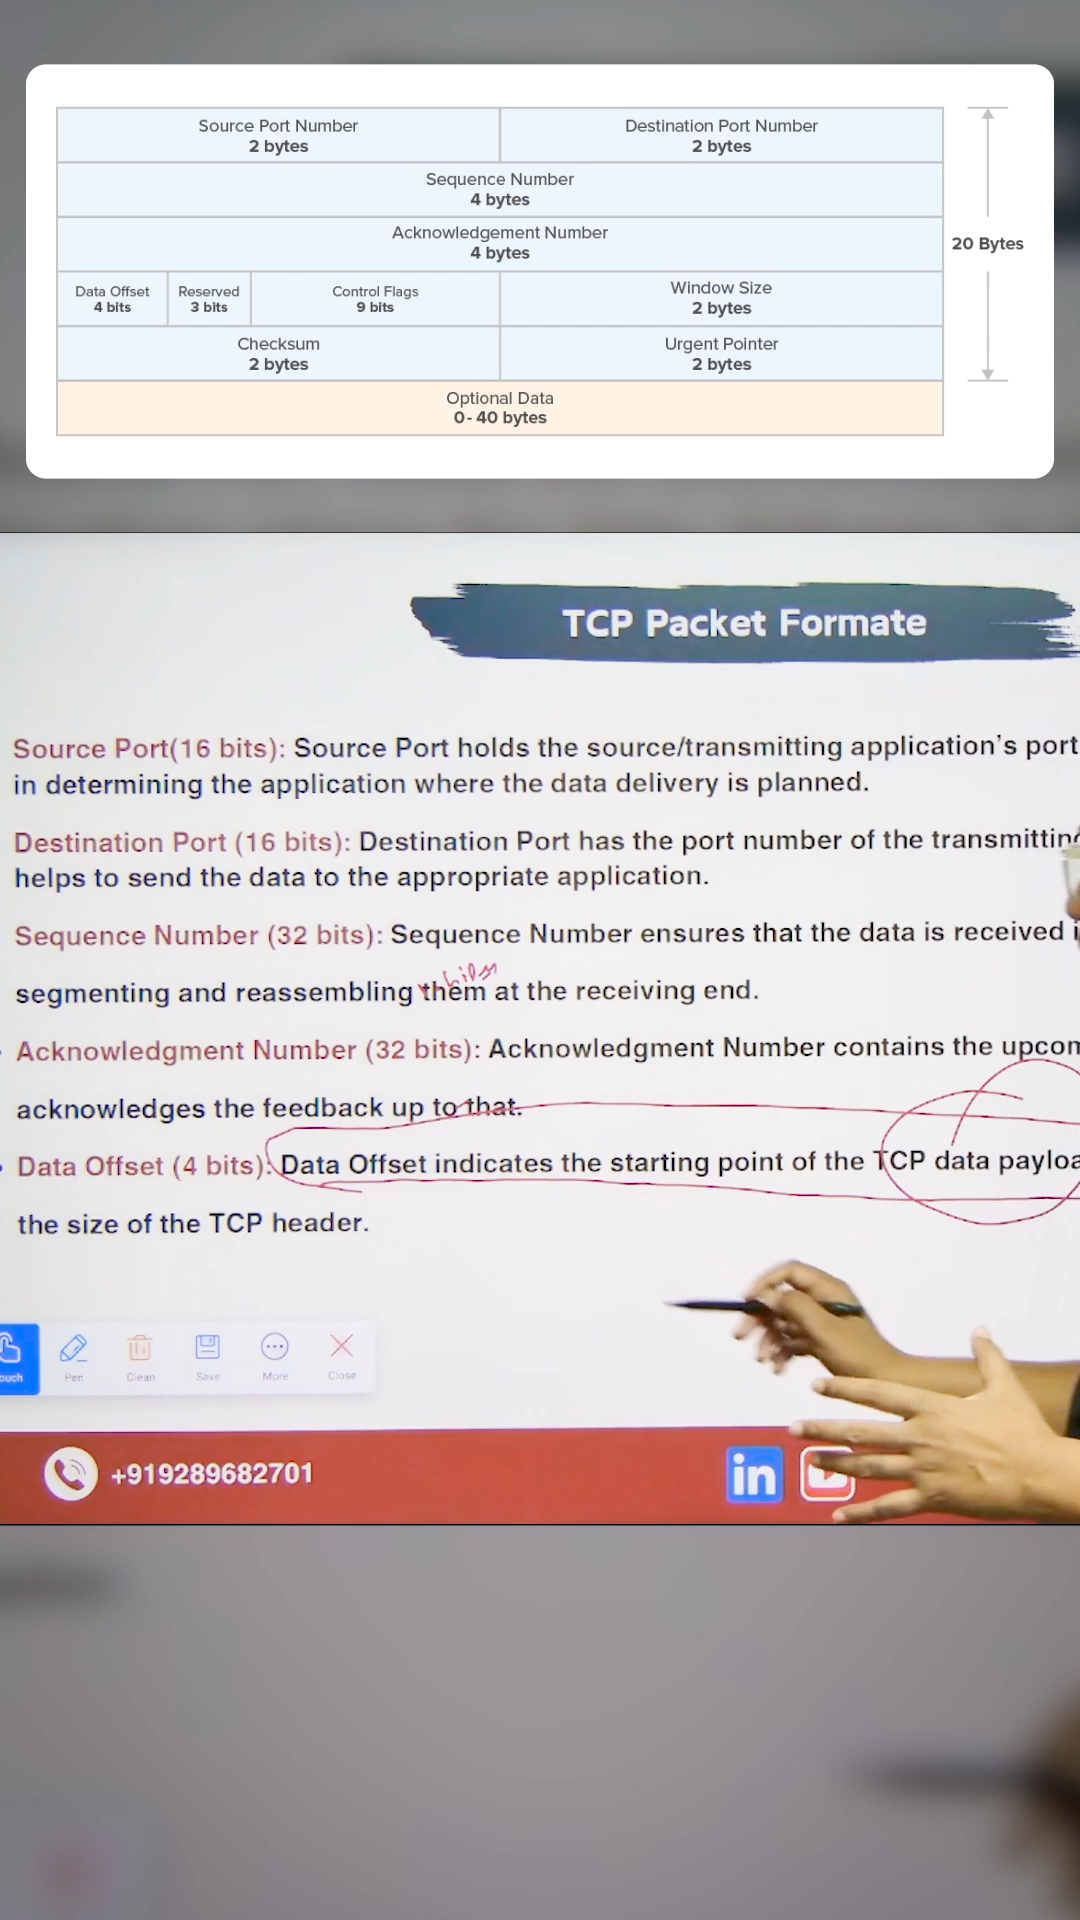 Source Port Number
2 bytes
Destination Port Number
2 bytes
Sequence Number
4 bytes
Acknowledgement Number
4 bytes
20 Bytes
Data Offset
4 bits
Reserved
3 bits
Control Flags
9 bits
Window Size
2 bytes
Checksum
2 bytes
Urgent Pointer
2 bytes
Optional Data
0- 40 bytes
TCP Packet Formate
Source Port(16 bits): Source Port holds the source/transmitting application's port
in determining the application where the data delivery is planned.
Destination Port (16 bits): Destination Port has the port number of the transmitting
helps to send the data to the appropriate application.
Sequence Number (32 bits): Sequence Number ensures that the data is received
segmenting and reassembling them at the receiving end.
Acknowledgment Number (32 bits): Acknowledgment Number contains the upcom
acknowledges the feedback up to that.
Data Offset (4 bits): Data Offset indicates the starting point of the TCP data payloa
the size of the TCP header.
ouch
Pen
Clean
Save
More
Close
+919289682701
in